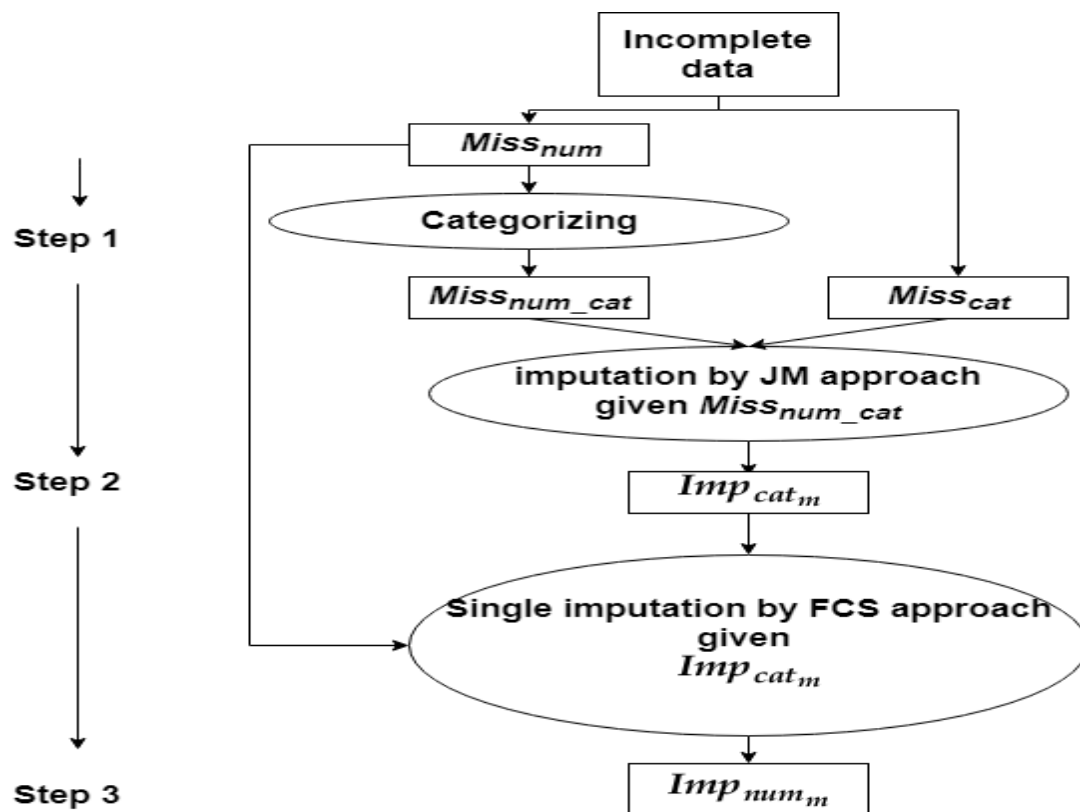 Incomplete
data
Miss_num
Categorizing
Step 1
Miss_num_cat
Miss_cat
imputation by JM approach
given Miss_num_cat
Step 2
Imp_cat_m
Single imputation by FCS approach
given
Imp_cat_m
Step 3
Imp_num_m